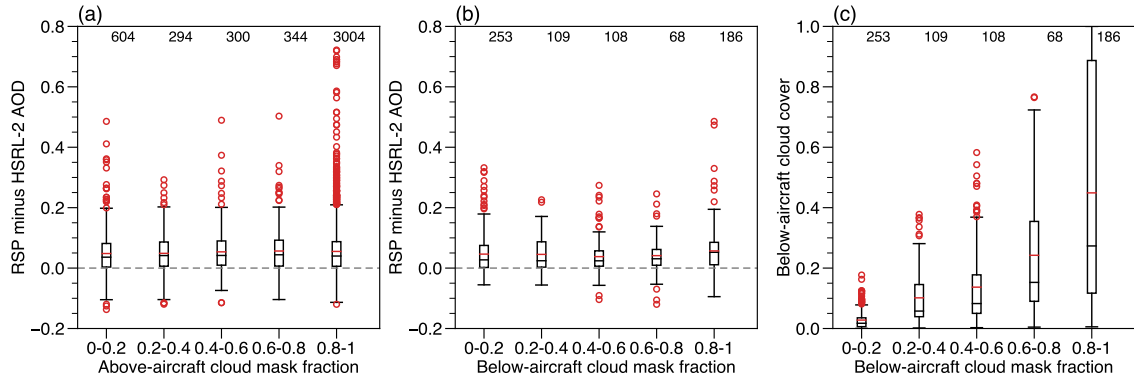 (a)
604 294 300 344 3004
0.8
0.6
0.4
0.2
0.0
−0.2
RSP minus HSRL-2 AOD
0-0.2 0.2-0.4 0.4-0.6 0.6-0.8 0.8-1
Above-aircraft cloud mask fraction
(b)
253 109 108 68 186
0.8
0.6
0.4
0.2
0.0
−0.2
RSP minus HSRL-2 AOD
0-0.2 0.2-0.4 0.4-0.6 0.6-0.8 0.8-1
Below-aircraft cloud mask fraction
(c)
253 109 108 68 186
1.0
0.8
0.6
0.4
0.2
0.0
Below-aircraft cloud cover
0-0.2 0.2-0.4 0.4-0.6 0.6-0.8 0.8-1
Below-aircraft cloud mask fraction